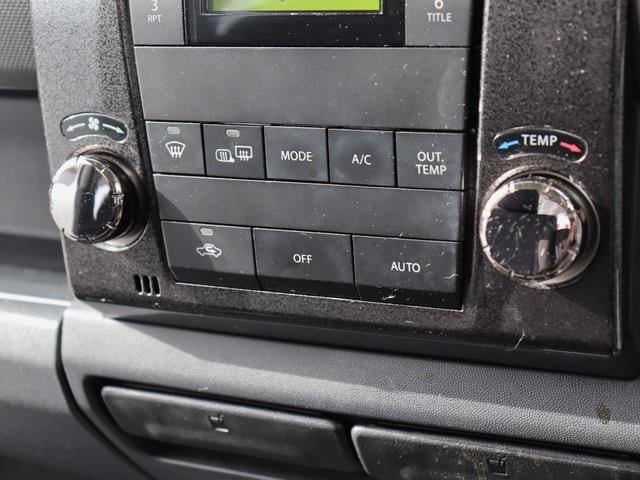 3
RPT
6
TITLE
MODE
A/C
OUT.
TEMP
TEMP
OFF
AUTO